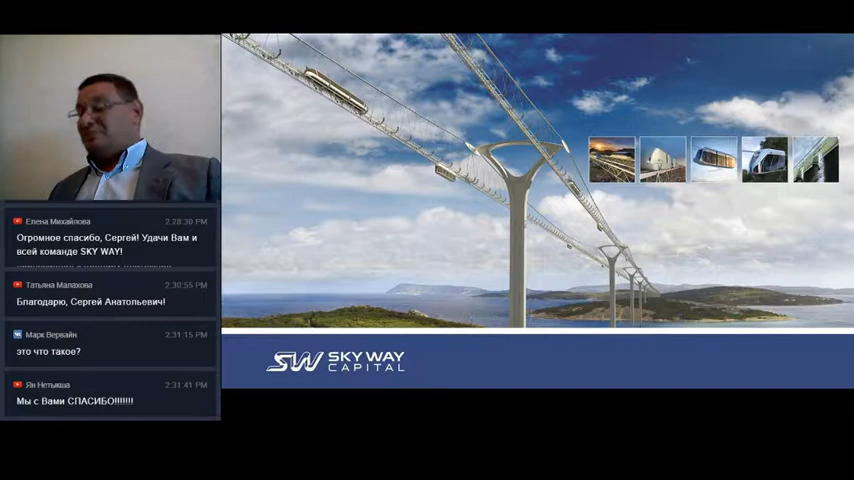 Елена Михайлова
2:28:30 PM
Огромное спасибо, Сергей! Удачи Вам и
всей команде SKY WAY!
Татьяна Малахова
2:30:55 PM
Благодарю, Сергей Анатольевич!
Марк Вервайн
2:31:15 PM
это что такое?
Ян Нетыкша
2:31:41 PM
Мы с Вами СПАСИБО!!!!!!!
SW SKY WAY
CAPITAL